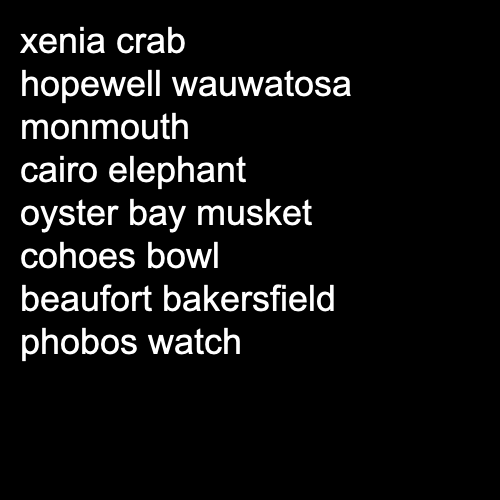 xenia crab
hopewell wauwatosa
monmouth
cairo elephant
oyster bay musket
cohoes bowl
beaufort bakersfield
phobos watch